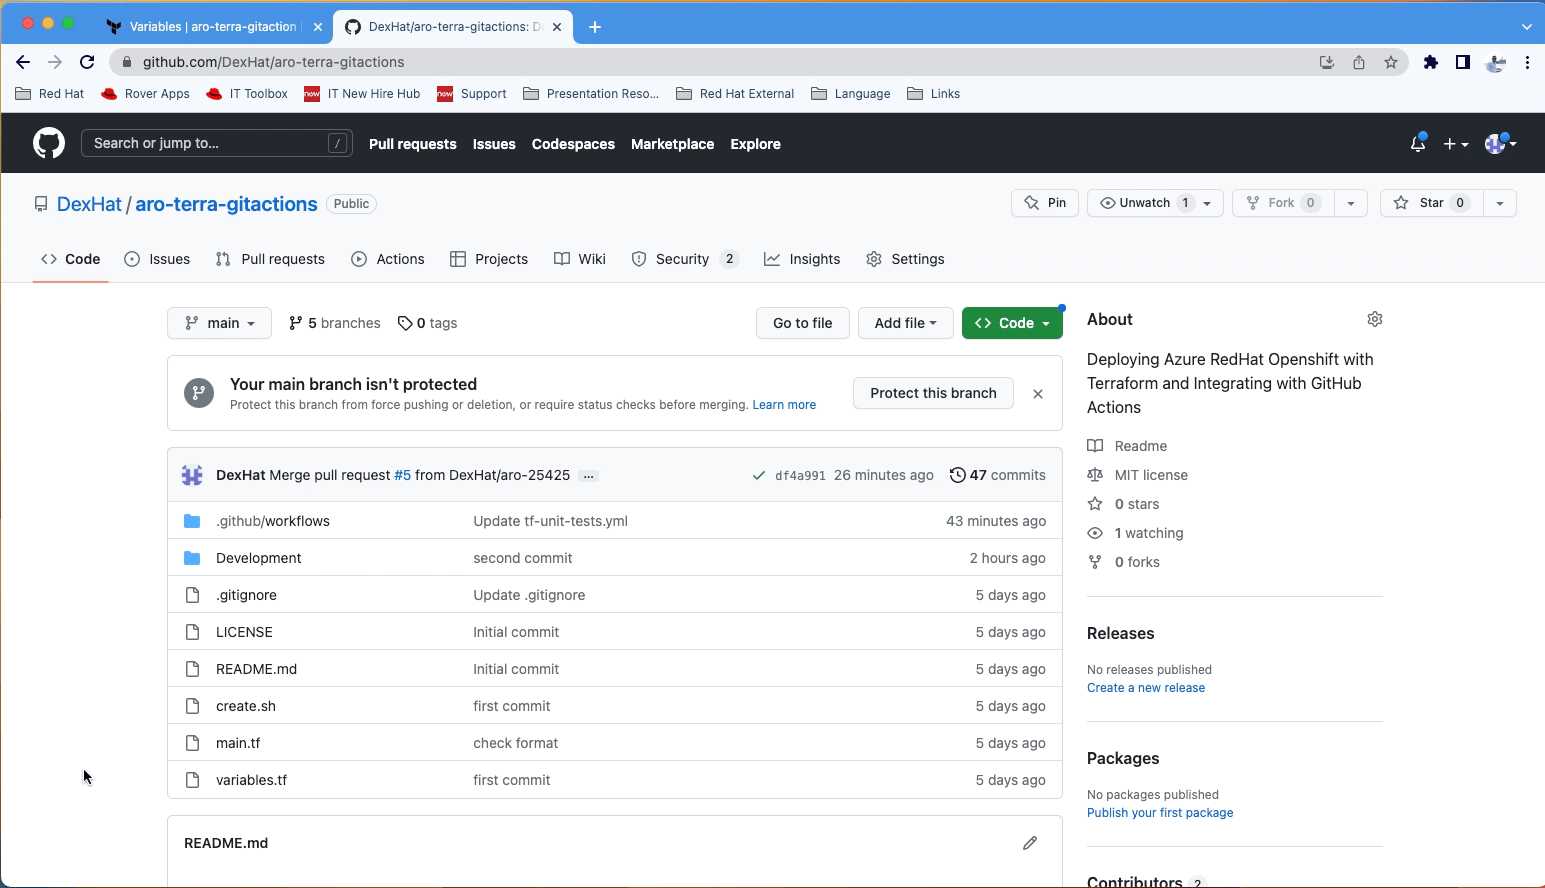 Variables | aro-terra-gitaction
DexHat/aro-terra-gitactions: D
github.com/DexHat/aro-terra-gitactions
Red Hat
Rover Apps
IT Toolbox
now IT New Hire Hub
now Support
Presentation Reso...
Red Hat External
Language
Links
Search or jump to... /
Pull requests
Issues
Codespaces
Marketplace
Explore
DexHat / aro-terra-gitactions Public
Pin
Unwatch 1
Fork 0
Star 0
Code
Issues
Pull requests
Actions
Projects
Wiki
Security 2
Insights
Settings
main
5 branches
0 tags
Go to file
Add file
Code
Your main branch isn't protected
Protect this branch from force pushing or deletion, or require status checks before merging. Learn more
Protect this branch
DexHat Merge pull request #5 from DexHat/aro-25425 ... df4a991 26 minutes ago 47 commits
.github/workflows Update tf-unit-tests.yml 43 minutes ago
Development second commit 2 hours ago
.gitignore Update .gitignore 5 days ago
LICENSE Initial commit 5 days ago
README.md Initial commit 5 days ago
create.sh first commit 5 days ago
main.tf check format 5 days ago
variables.tf first commit 5 days ago
README.md
About
Deploying Azure RedHat Openshift with
Terraform and Integrating with GitHub
Actions
Readme
MIT license
0 stars
1 watching
0 forks
Releases
No releases published
Create a new release
Packages
No packages published
Publish your first package
Contributors 2